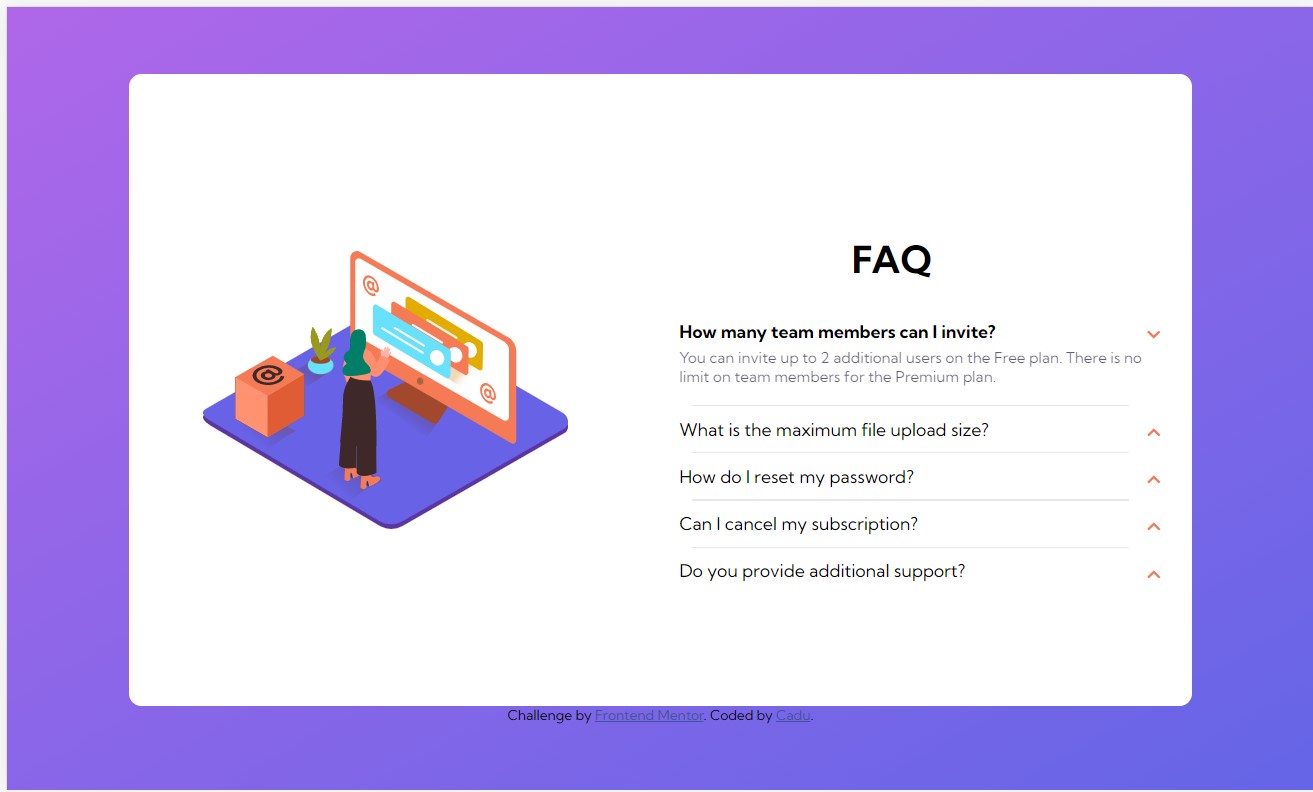 FAQ
How many team members can I invite?
You can invite up to 2 additional users on the Free plan. There is no
limit on team members for the Premium plan.
What is the maximum file upload size?
How do I reset my password?
Can I cancel my subscription?
Do you provide additional support?
@
@
@
Challenge by Frontend Mentor. Coded by Cadu.